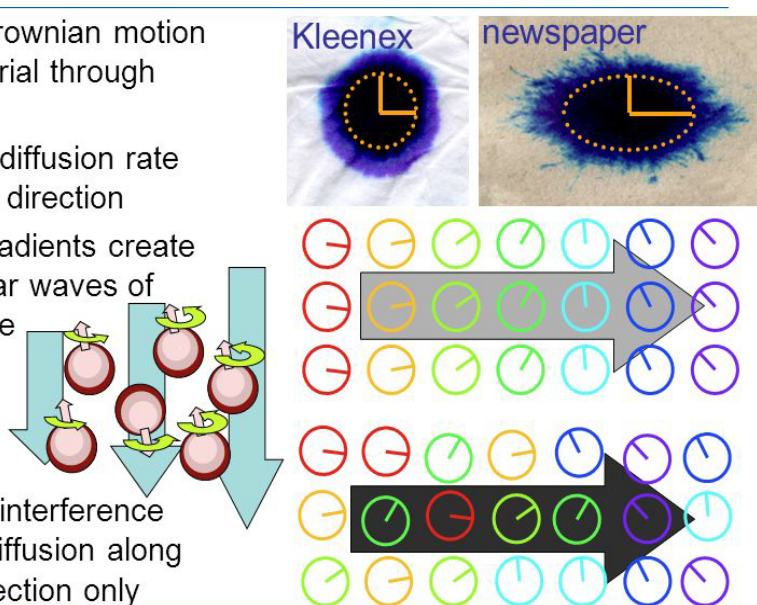 rownian motion
rial through
diffusion rate
direction
adients create
ar waves of
e
interference
iffusion along
ection only
Kleenex
newspaper